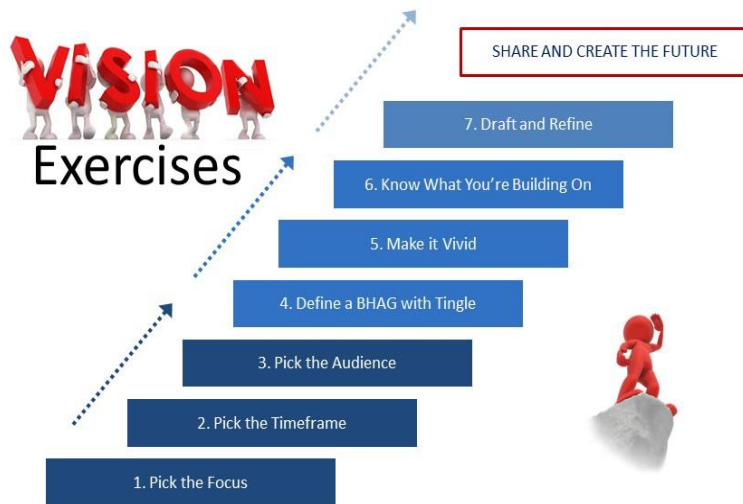 VISION
Exercises
SHARE AND CREATE THE FUTURE
7. Draft and Refine
6. Know What You're Building On
5. Make it Vivid
4. Define a BHAG with Tingle
3. Pick the Audience
2. Pick the Timeframe
1. Pick the Focus